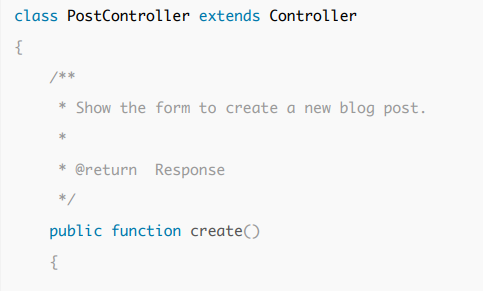 class PostController extends Controller
{
    /**
     * Show the form to create a new blog post.
     *
     * @return  Response
     */
    public function create()
    {